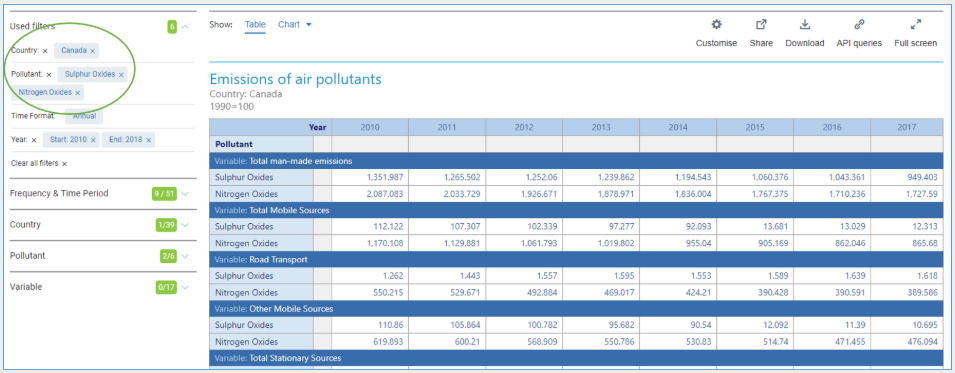 Used filters 6
Country: × Canada ×
Pollutant: × Sulphur Oxides ×
Nitrogen Oxides ×
Time Format: Annual
Year: × Start: 2010 × End: 2018 ×
Clear all filters ×
Frequency & Time Period 9 / 51
Country 1/39
Pollutant 2/6
Variable 0/17
Show: Table Chart
Customise Share Download API queries Full screen
Emissions of air pollutants
Country: Canada
1990=100
Year 2010 2011 2012 2013 2014 2015 2016 2017
Pollutant
Variable: Total man-made emissions
Sulphur Oxides 1,351.987 1,265.502 1,252.06 1,239.862 1,194.543 1,060.376 1,043.361 949.403
Nitrogen Oxides 2,087.083 2,033.729 1,926.671 1,878.971 1,836.004 1,767.375 1,710.236 1,727.59
Variable: Total Mobile Sources
Sulphur Oxides 112.122 107.307 102.339 97.277 92.093 13.681 13.029 12.313
Nitrogen Oxides 1,170.108 1,129.881 1,061.793 1,019.802 955.04 905.169 862.046 865.68
Variable: Road Transport
Sulphur Oxides 1.262 1.443 1.557 1.595 1.553 1.589 1.639 1.618
Nitrogen Oxides 550.215 529.671 492.884 469.017 424.21 390.428 390.591 389.586
Variable: Other Mobile Sources
Sulphur Oxides 110.86 105.864 100.782 95.682 90.54 12.092 11.39 10.695
Nitrogen Oxides 619.893 600.21 568.909 550.786 530.83 514.74 471.455 476.094
Variable: Total Stationary Sources